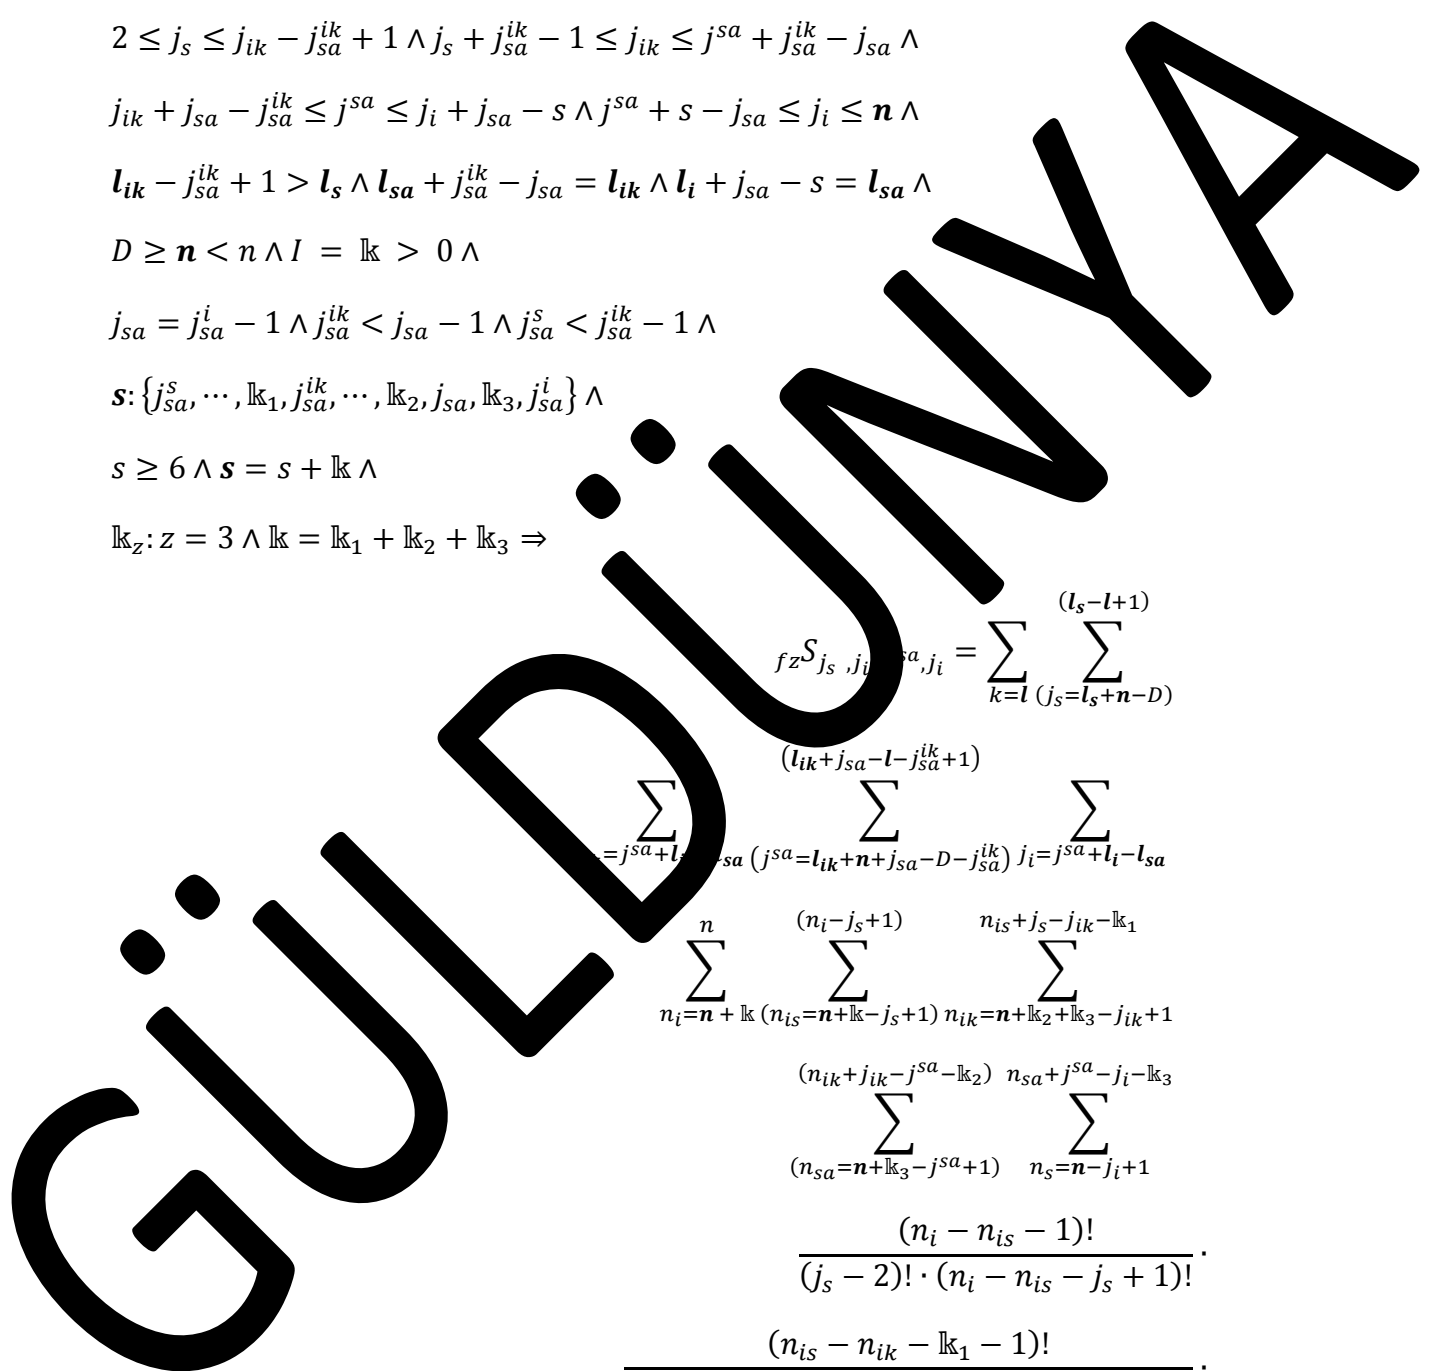 2 ≤ j_s ≤ j_{ik} − j_{sa}^{ik} + 1 ∧ j_s + j_{sa}^{ik} − 1 ≤ j_{ik} ≤ j^{sa} + j_{sa}^{ik} − j_{sa} ∧
j_{ik} + j_{sa} − j_{sa}^{ik} ≤ j^{sa} ≤ j_i + j_{sa} − s ∧ j^{sa} + s − j_{sa} ≤ j_i ≤ n ∧
l_{ik} − j_{sa}^{ik} + 1 > l_s ∧ l_{sa} + j_{sa}^{ik} − j_{sa} = l_{ik} ∧ l_i + j_{sa} − s = l_{sa} ∧
D ≥ n < n ∧ I = 𝕜 > 0 ∧
j_{sa} = j_{sa}^i − 1 ∧ j_{sa}^{ik} < j_{sa} − 1 ∧ j_{sa}^s < j_{sa}^{ik} − 1 ∧
s: {j_{sa}^s, ⋯, 𝕜_1, j_{sa}^{ik}, ⋯, 𝕜_2, j_{sa}, 𝕜_3, j_{sa}^i} ∧
s ≥ 6 ∧ s = s + 𝕜 ∧
𝕜_z: z = 3 ∧ 𝕜 = 𝕜_1 + 𝕜_2 + 𝕜_3 ⇒
GÜLDÜNYA
_{fz}S_{j_s ,j_i ,j_i} = ∑_{k=l} ∑_{(j_s=l_s+n−D)}^{(l_s−l+1)}
∑_{=j^{sa}+l} ∑_{(j^{sa}=l_{ik}+n+j_{sa}−D−j_{sa}^{ik})}^{(l_{ik}+j_{sa}−l−j_{sa}^{ik}+1)} ∑_{j_i=j^{sa}+l_i−l_{sa}}
∑_{n_i=n+𝕜}^{n} ∑_{(n_{is}=n+𝕜−j_s+1)}^{(n_i−j_s+1)} ∑_{n_{ik}=n+𝕜_2+𝕜_3−j_{ik}+1}^{n_{is}+j_s−j_{ik}−𝕜_1}
∑_{(n_{sa}=n+𝕜_3−j^{sa}+1)}^{(n_{ik}+j_{ik}−j^{sa}−𝕜_2)} ∑_{n_s=n−j_i+1}^{n_{sa}+j^{sa}−j_i−𝕜_3}
(n_i − n_{is} − 1)!
(j_s − 2)! ⋅ (n_i − n_{is} − j_s + 1)! ⋅
(n_{is} − n_{ik} − 𝕜_1 − 1)! ⋅